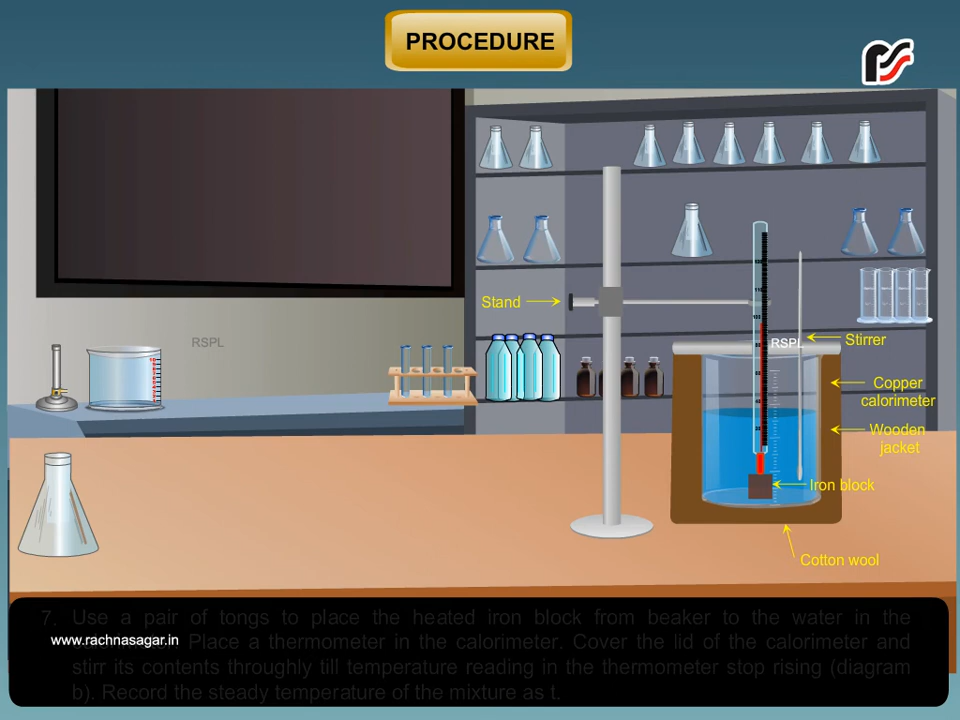 PROCEDURE
RSPL
Stand
RSPL
Stirrer
Copper
calorimeter
Wooden
jacket
Iron block
Cotton wool
7. Use a pair of tongs to place the heated iron block from beaker to the water in the
www.rachnasagar.in
Place a thermometer in the calorimeter. Cover the lid of the calorimeter and
stirr its contents throughly till temperature reading in the thermometer stop rising (diagram
b). Record the steady temperature of the mixture as t.